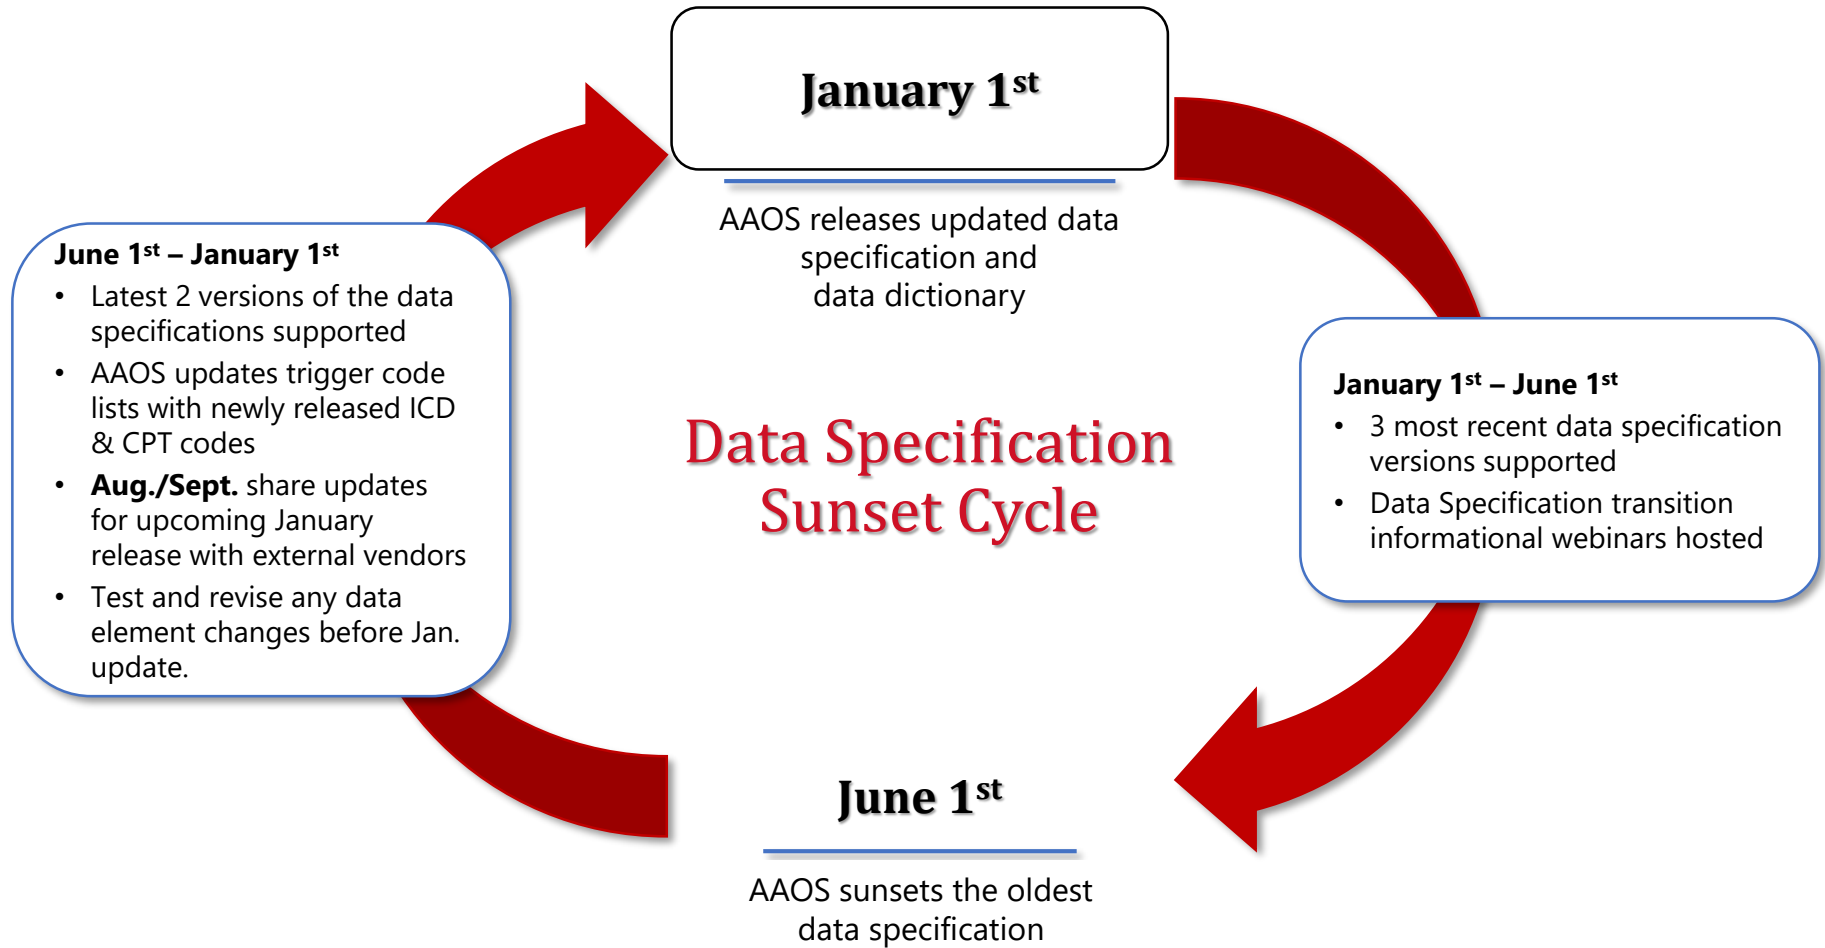 January 1st
AAOS releases updated data
specification and
data dictionary
June 1st – January 1st
• Latest 2 versions of the data
specifications supported
• AAOS updates trigger code
lists with newly released ICD
& CPT codes
• Aug./Sept. share updates
for upcoming January
release with external vendors
• Test and revise any data
element changes before Jan.
update.
Data Specification
Sunset Cycle
January 1st – June 1st
• 3 most recent data specification
versions supported
• Data Specification transition
informational webinars hosted
June 1st
AAOS sunsets the oldest
data specification